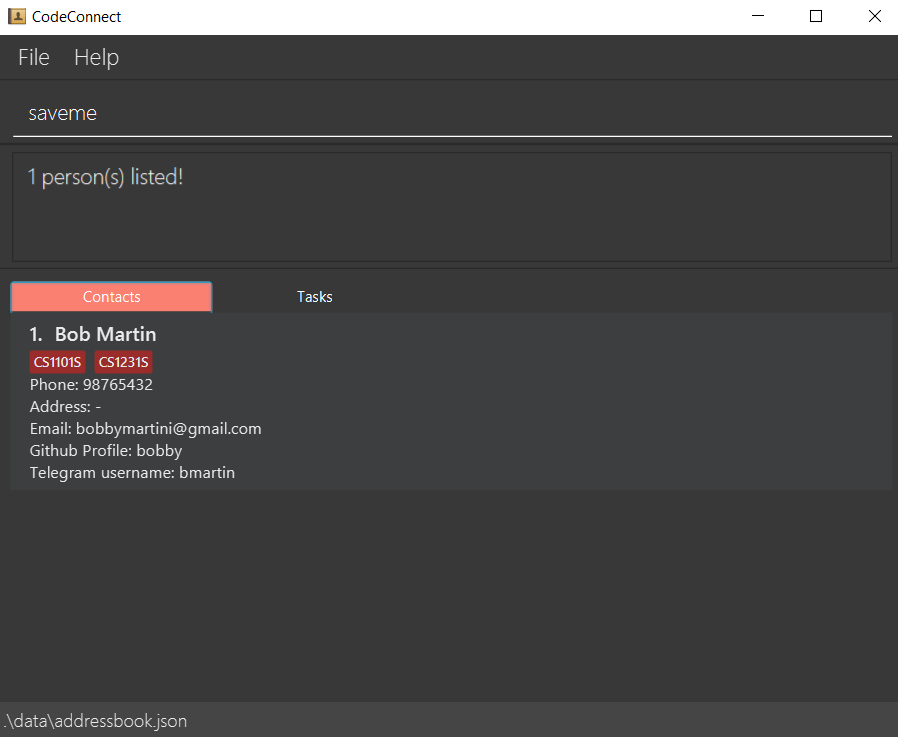 CodeConnect
File Help
saveme
1 person(s) listed!
Contacts Tasks
1. Bob Martin
CS1101S CS1231S
Phone: 98765432
Address: -
Email: bobbymartini@gmail.com
Github Profile: bobby
Telegram username: bmartin
.\data\addressbook.json